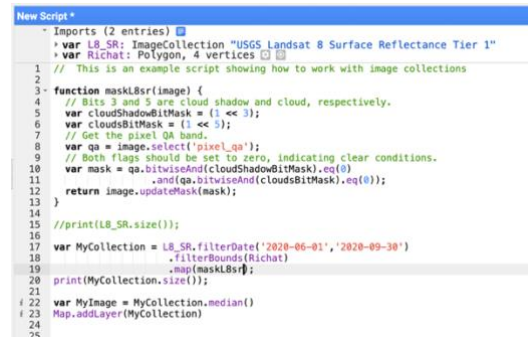 New Script *
Imports (2 entries)
var L8_SR: ImageCollection "USGS Landsat 8 Surface Reflectance Tier 1"
var Richat: Polygon, 4 vertices
1 // This is an example script showing how to work with image collections
2
3 function maskL8sr(image) {
4 // Bits 3 and 5 are cloud shadow and cloud, respectively.
5 var cloudShadowBitMask = (1 << 3);
6 var cloudsBitMask = (1 << 5);
7 // Get the pixel QA band.
8 var qa = image.select('pixel_qa');
9 // Both flags should be set to zero, indicating clear conditions.
10 var mask = qa.bitwiseAnd(cloudShadowBitMask).eq(0)
11 .and(qa.bitwiseAnd(cloudsBitMask).eq(0));
12 return image.updateMask(mask);
13 }
14
15 //print(L8_SR.size());
16
17 var MyCollection = L8_SR.filterDate('2020-06-01','2020-09-30')
18 .filterBounds(Richat)
19 .map(maskL8sr);
20 print(MyCollection.size());
21
i 22 var MyImage = MyCollection.median()
i 23 Map.addLayer(MyCollection)
24
25